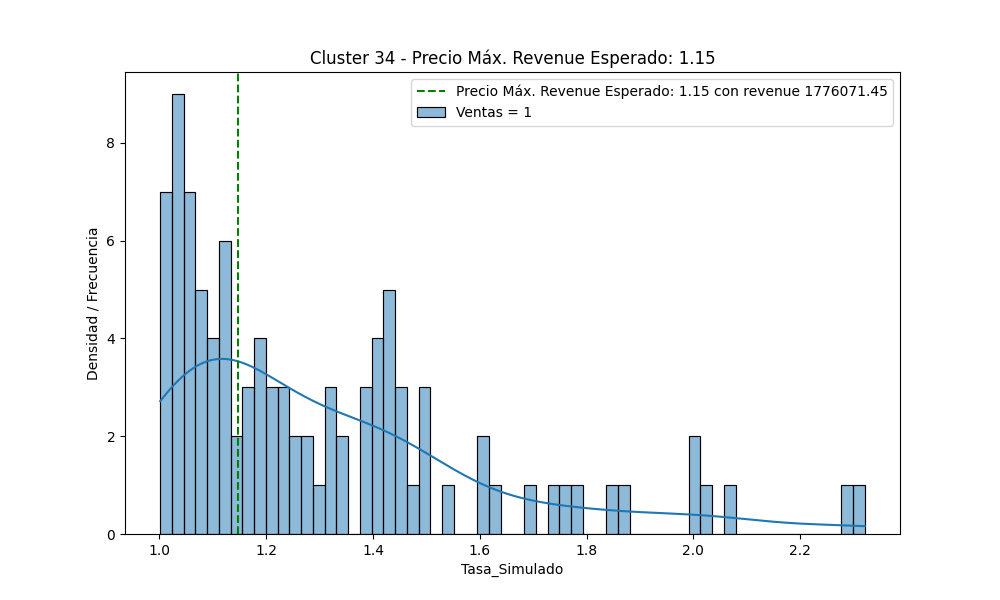 Cluster 34 - Precio Máx. Revenue Esperado: 1.15
Precio Máx. Revenue Esperado: 1.15 con revenue 1776071.45
Ventas = 1
Densidad / Frecuencia
8
6
4
2
0
1.0 1.2 1.4 1.6 1.8 2.0 2.2
Tasa_Simulado